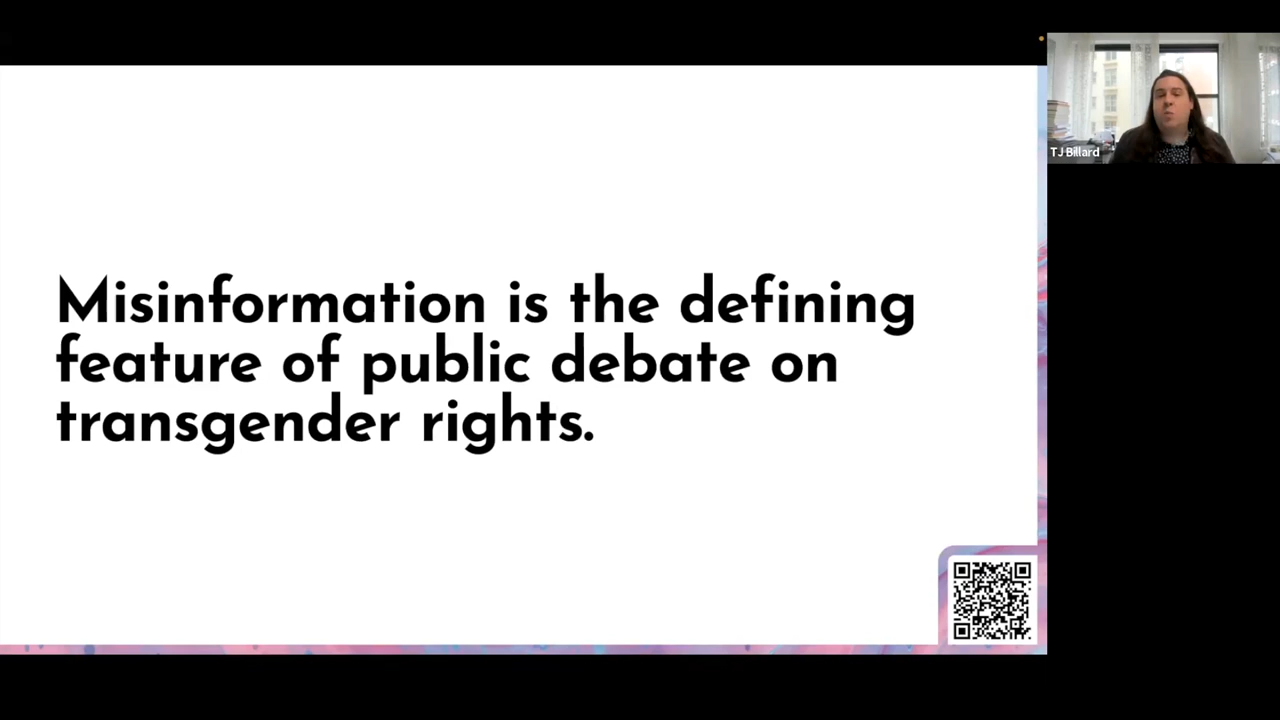 Misinformation is the defining
feature of public debate on
transgender rights.
TJ Billard